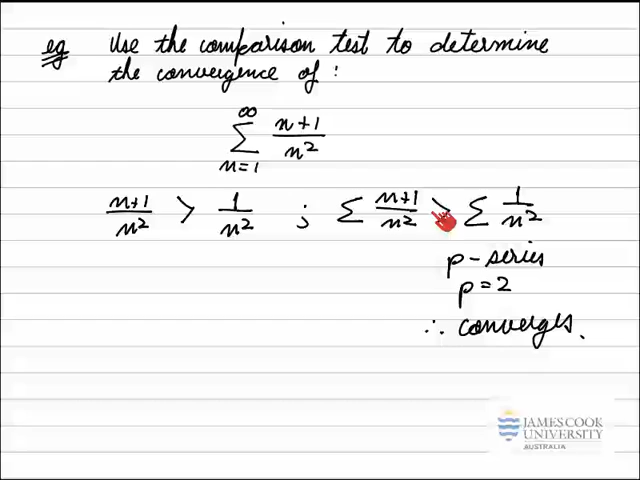 eg Use the comparison test to determine
the convergence of :
∞
∑ n+1/n²
n=1
n+1/n² > 1/n² ; ∑ n+1/n² > ∑ 1/n²
p - series
p = 2
∴ converges.
JAMES COOK
UNIVERSITY
AUSTRALIA